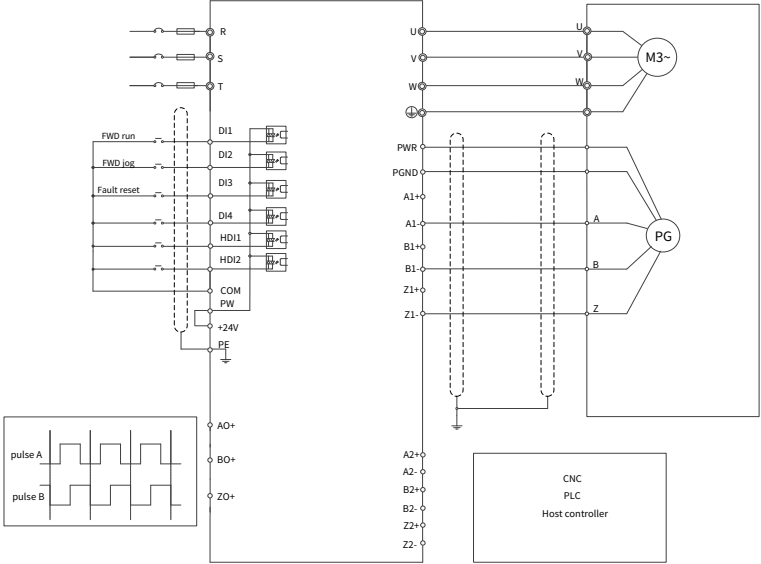 R
S
T
FWD run
FWD jog
Fault reset
DI1
DI2
DI3
DI4
HDI1
HDI2
COM
PW
+24V
PE
AO+
BO+
ZO+
pulse A
pulse B
U
V
W
PWR
PGND
A1+
A1-
B1+
B1-
Z1+
Z1-
A2+
A2-
B2+
B2-
Z2+
Z2-
U
V
W
M3~
A
B
Z
PG
CNC
PLC
Host controller